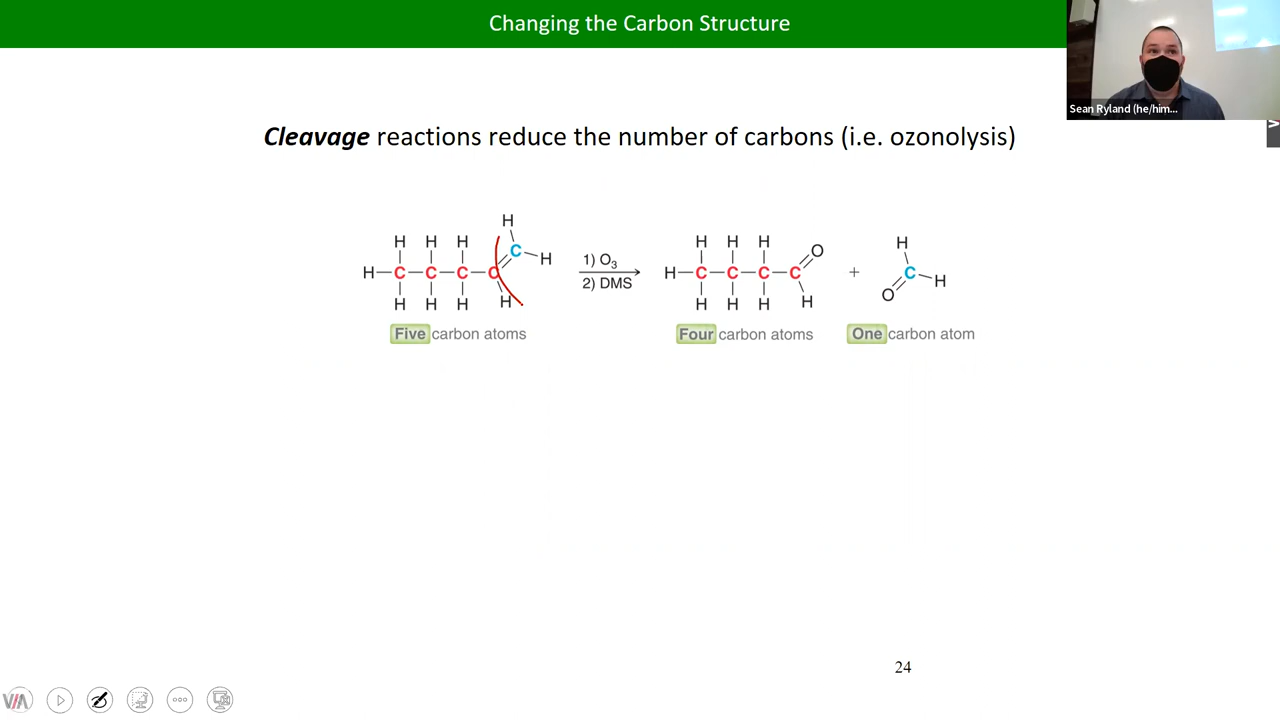 Changing the Carbon Structure
Sean Ryland (he/him...
Cleavage reactions reduce the number of carbons (i.e. ozonolysis)
H
H H H C H
H C C C C
H H H H
1) O₃
2) DMS
H H H O
H C C C C
H H H H
+
H
C H
O
Five carbon atoms
Four carbon atoms
One carbon atom
24
VIA